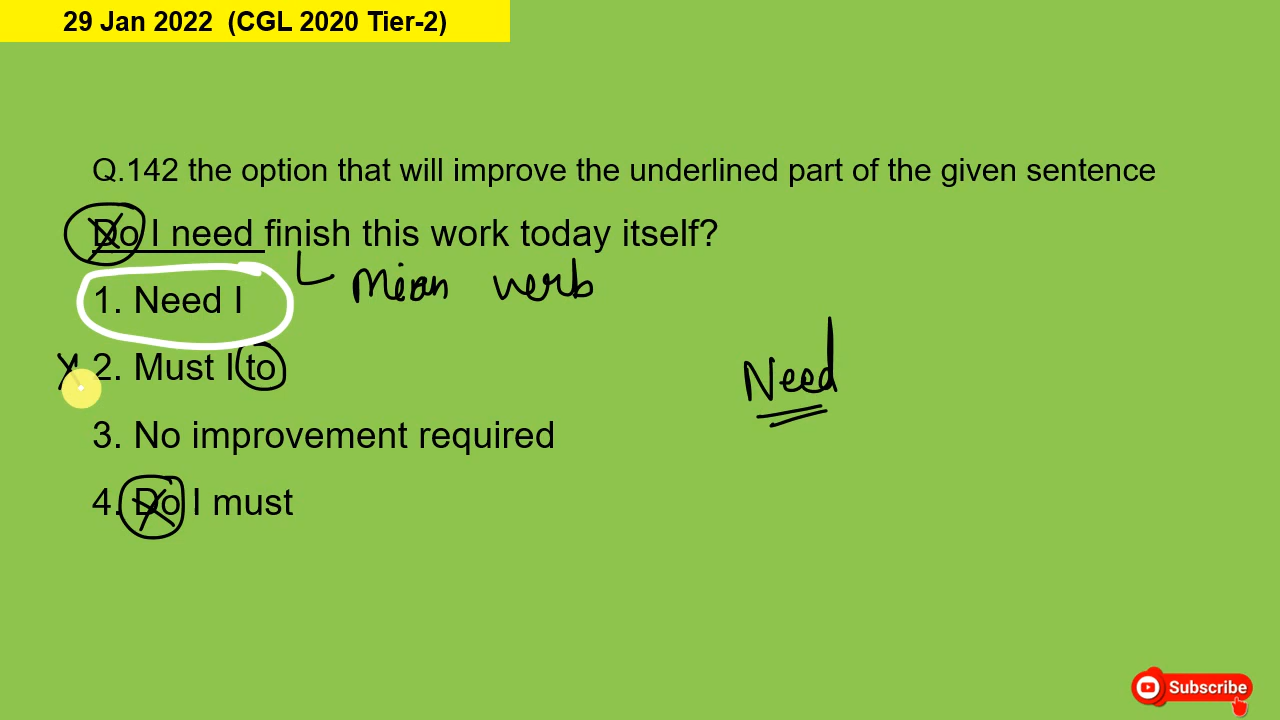 29 Jan 2022 (CGL 2020 Tier-2)
Q.142 the option that will improve the underlined part of the given sentence
Do I need finish this work today itself?
1. Need I
Mian verb
2. Must I to
Need
3. No improvement required
4. Do I must
Subscribe